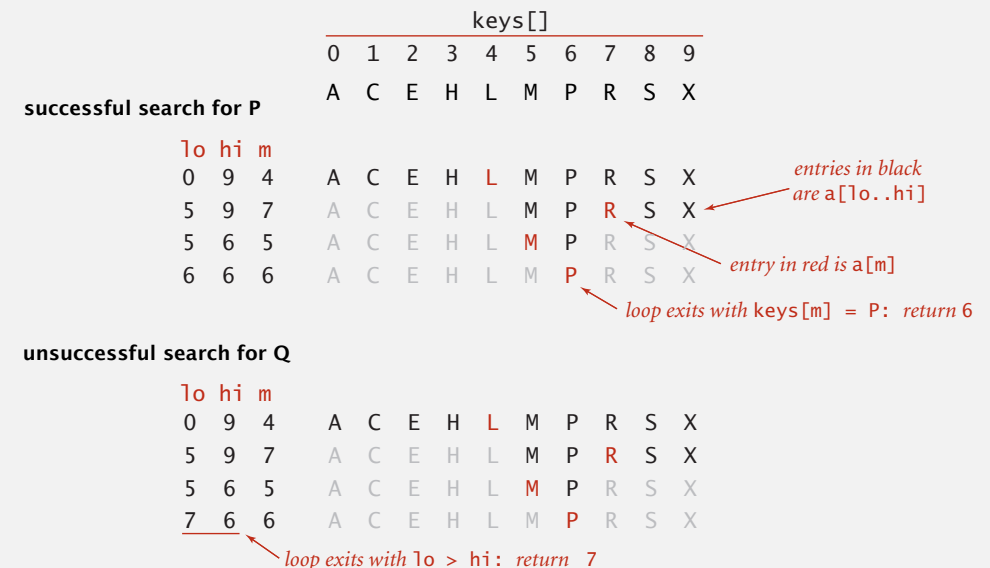 keys[]
0 1 2 3 4 5 6 7 8 9
A C E H L M P R S X
successful search for P
lo hi m
0 9 4 A C E H L M P R S X
5 9 7 A C E H L M P R S X
5 6 5 A C E H L M P R S X
6 6 6 A C E H L M P R S X
entries in black
are a[lo..hi]
entry in red is a[m]
loop exits with keys[m] = P: return 6
unsuccessful search for Q
lo hi m
0 9 4 A C E H L M P R S X
5 9 7 A C E H L M P R S X
5 6 5 A C E H L M P R S X
7 6 6 A C E H L M P R S X
loop exits with lo > hi: return 7